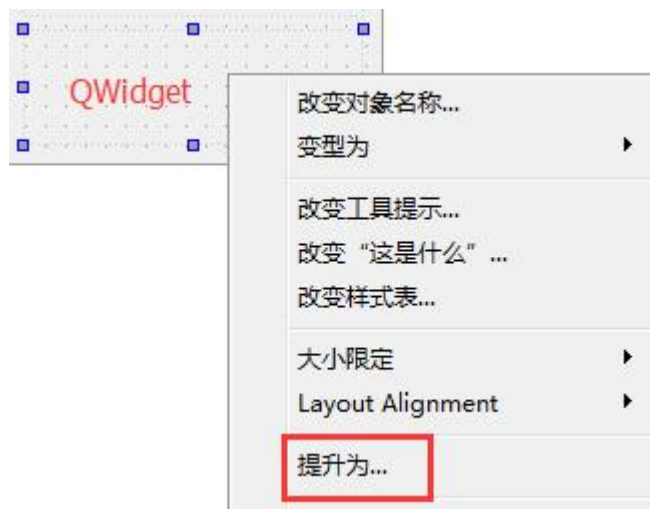 QWidget
改变对象名称...
变型为
改变工具提示...
改变“这是什么”...
改变样式表...
大小限定
Layout Alignment
提升为...